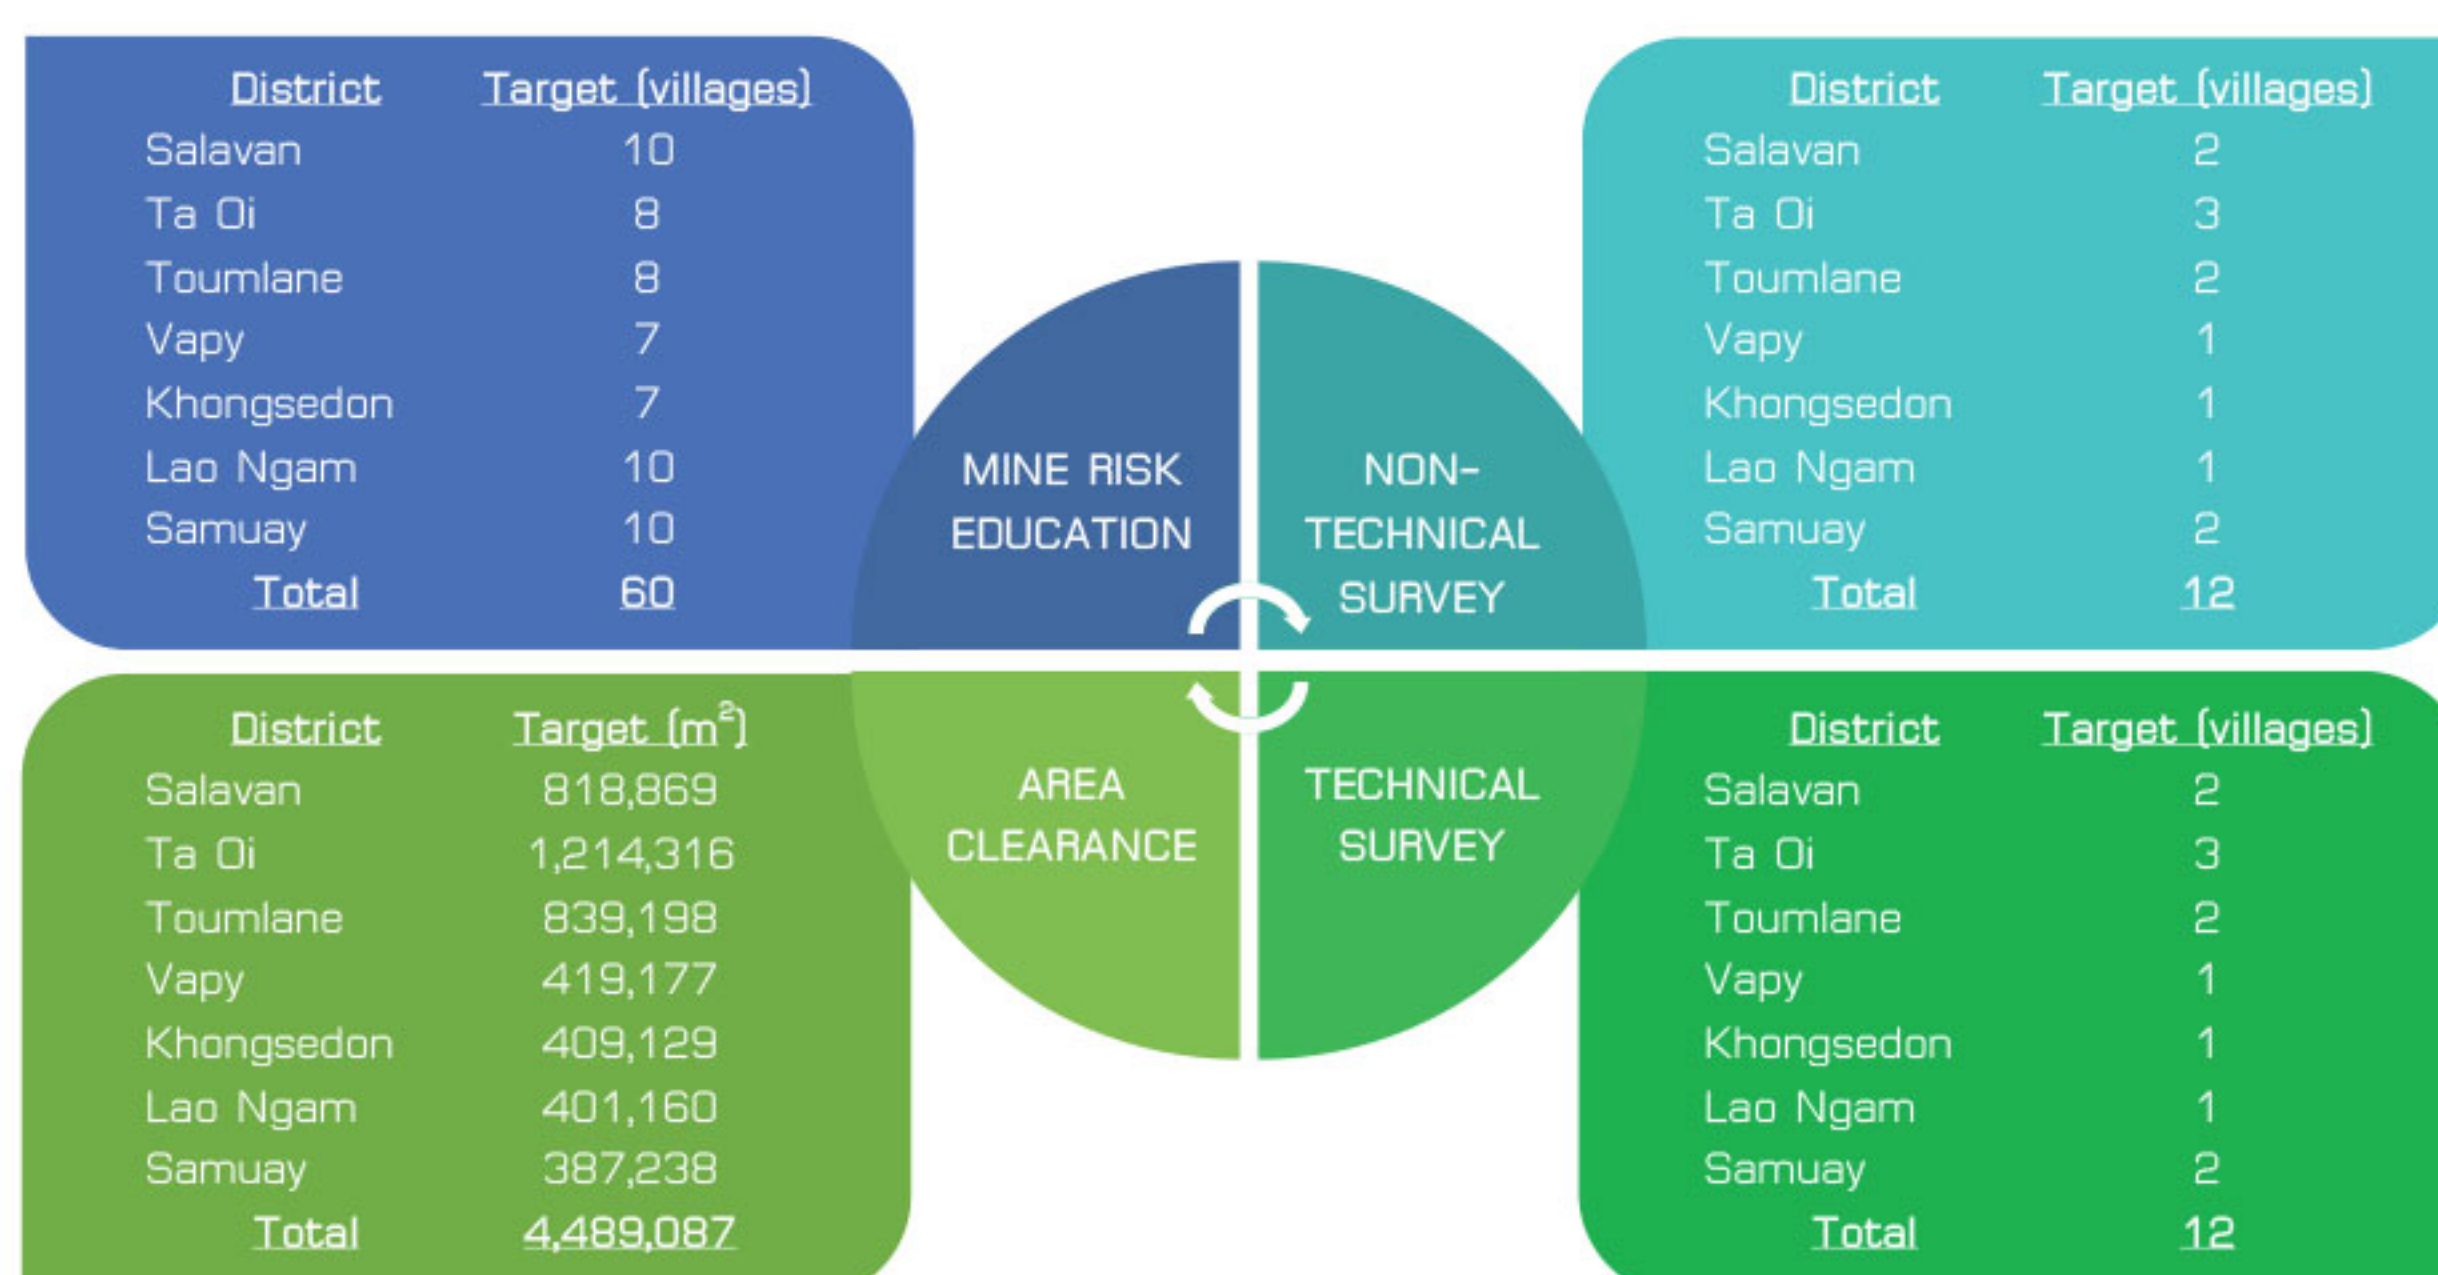 District Target (villages)
Salavan 10
Ta Oi 8
Toumlane 8
Vapy 7
Khongsedon 7
Lao Ngam 10
Samuay 10
Total 60
MINE RISK
EDUCATION
NON-
TECHNICAL
SURVEY
District Target (villages)
Salavan 2
Ta Oi 3
Toumlane 2
Vapy 1
Khongsedon 1
Lao Ngam 1
Samuay 2
Total 12
District Target (m²)
Salavan 818,869
Ta Oi 1,214,316
Toumlane 839,198
Vapy 419,177
Khongsedon 409,129
Lao Ngam 401,160
Samuay 387,238
Total 4,489,087
AREA
CLEARANCE
TECHNICAL
SURVEY
District Target (villages)
Salavan 2
Ta Oi 3
Toumlane 2
Vapy 1
Khongsedon 1
Lao Ngam 1
Samuay 2
Total 12